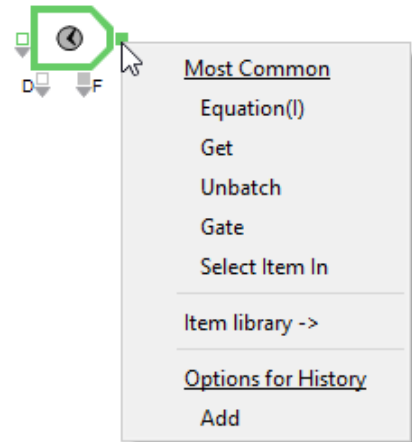 D F
Most Common
Equation(I)
Get
Unbatch
Gate
Select Item In
Item library ->
Options for History
Add